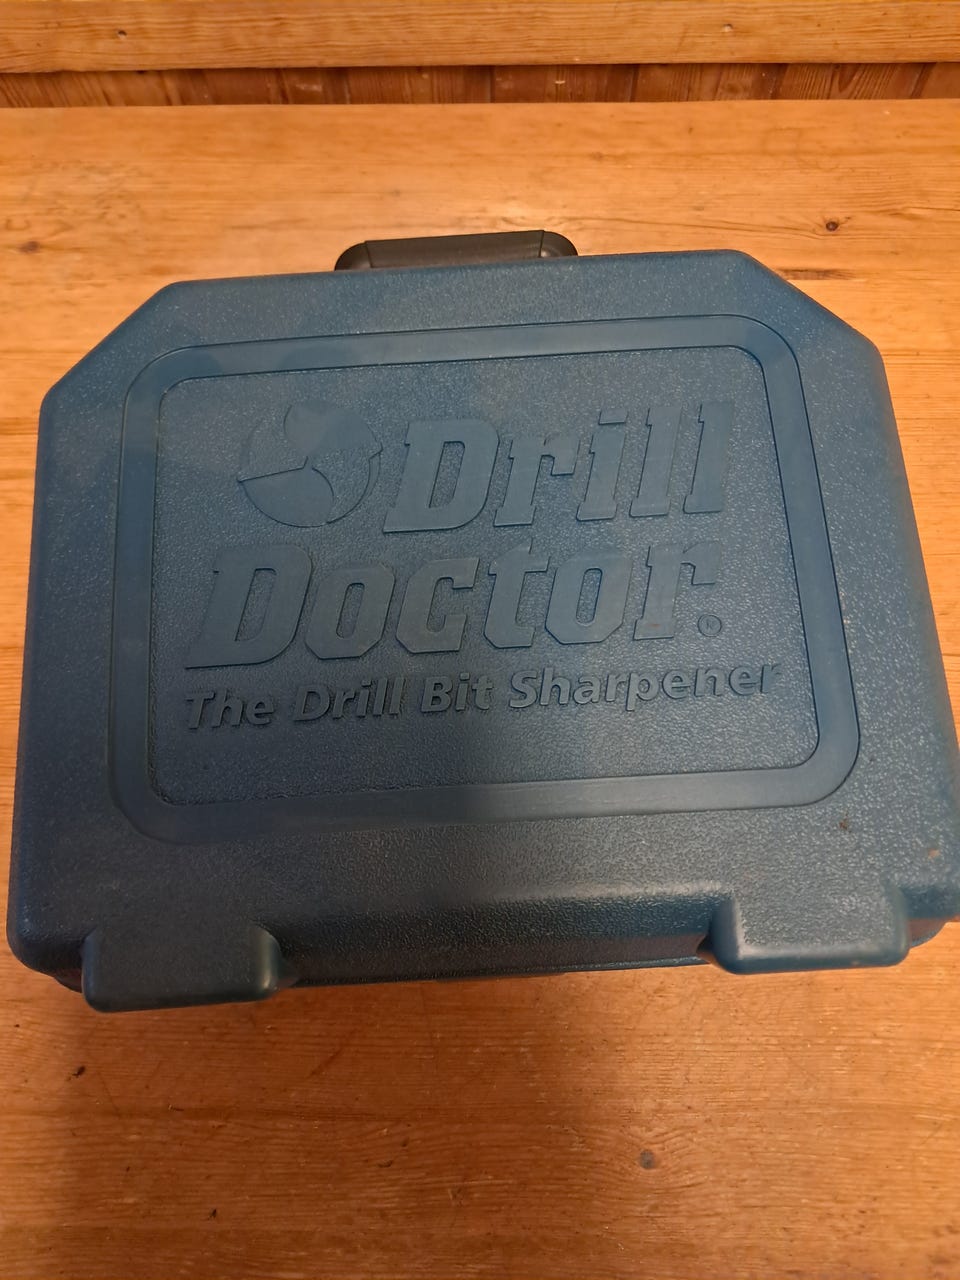 Drill
Doctor®
The Drill Bit Sharpener